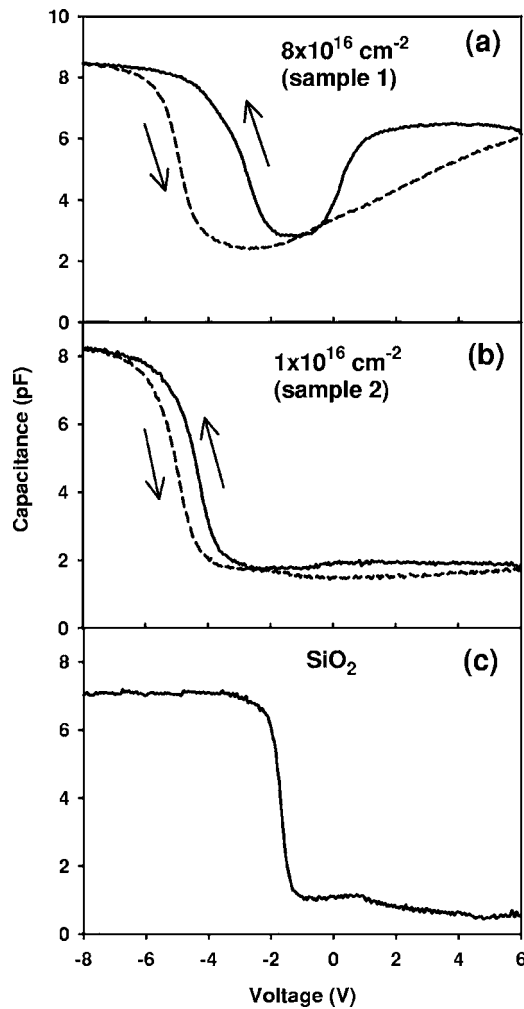 10
(a)
8x10¹⁶ cm⁻²
(sample 1)
8
6
4
2
0
(b)
1x10¹⁶ cm⁻²
(sample 2)
8
6
4
2
0
Capacitance (pF)
SiO₂
(c)
8
6
4
2
0
-8 -6 -4 -2 0 2 4 6
Voltage (V)